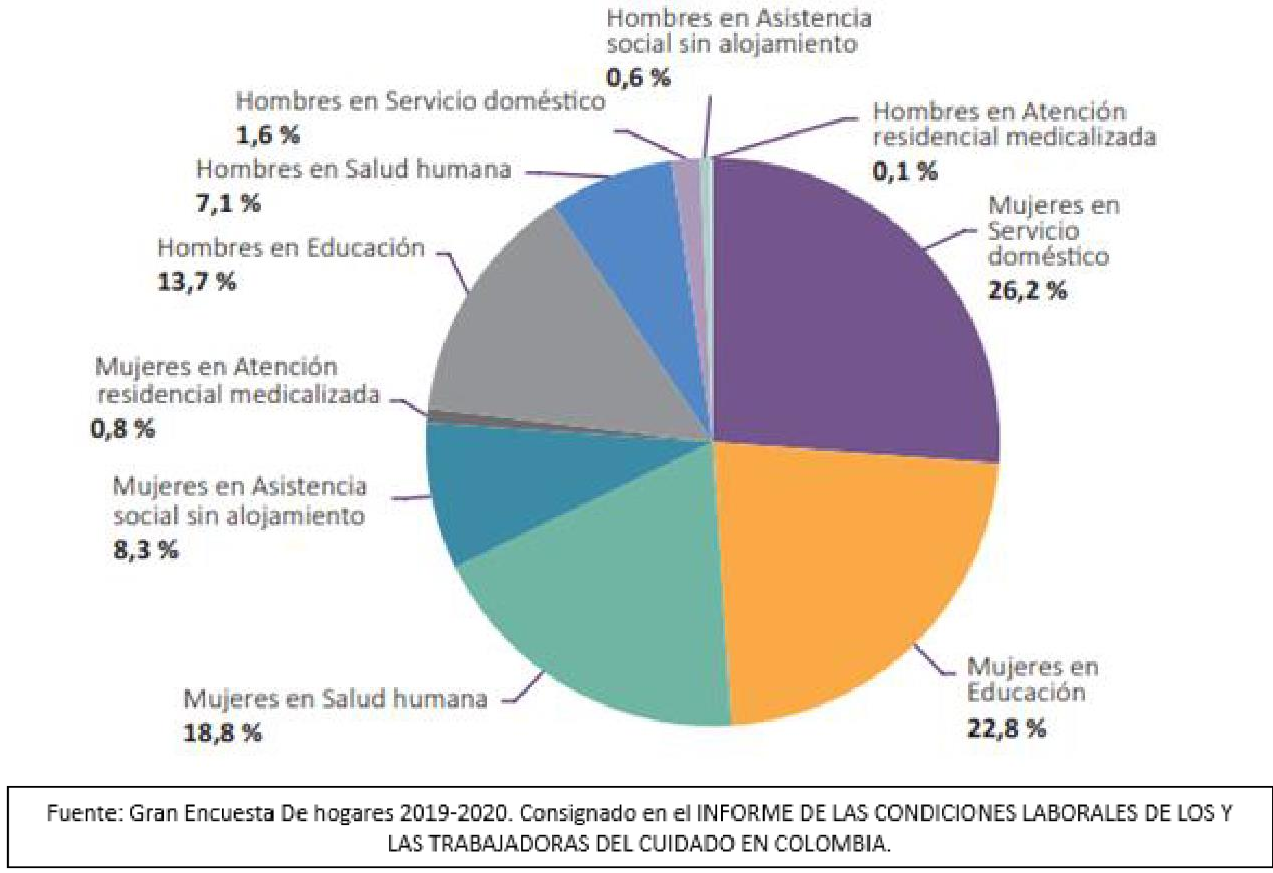 Hombres en Asistencia
social sin alojamiento
0,6 %
Hombres en Servicio doméstico
1,6 %
Hombres en Atención
residencial medicalizada
0,1 %
Hombres en Salud humana
7,1 %
Mujeres en
Servicio
doméstico
26,2 %
Hombres en Educación
13,7 %
Mujeres en Atención
residencial medicalizada
0,8 %
Mujeres en Asistencia
social sin alojamiento
8,3 %
Mujeres en Salud humana
18,8 %
Mujeres en
Educación
22,8 %
Fuente: Gran Encuesta De hogares 2019-2020. Consignado en el INFORME DE LAS CONDICIONES LABORALES DE LOS Y
LAS TRABAJADORAS DEL CUIDADO EN COLOMBIA.